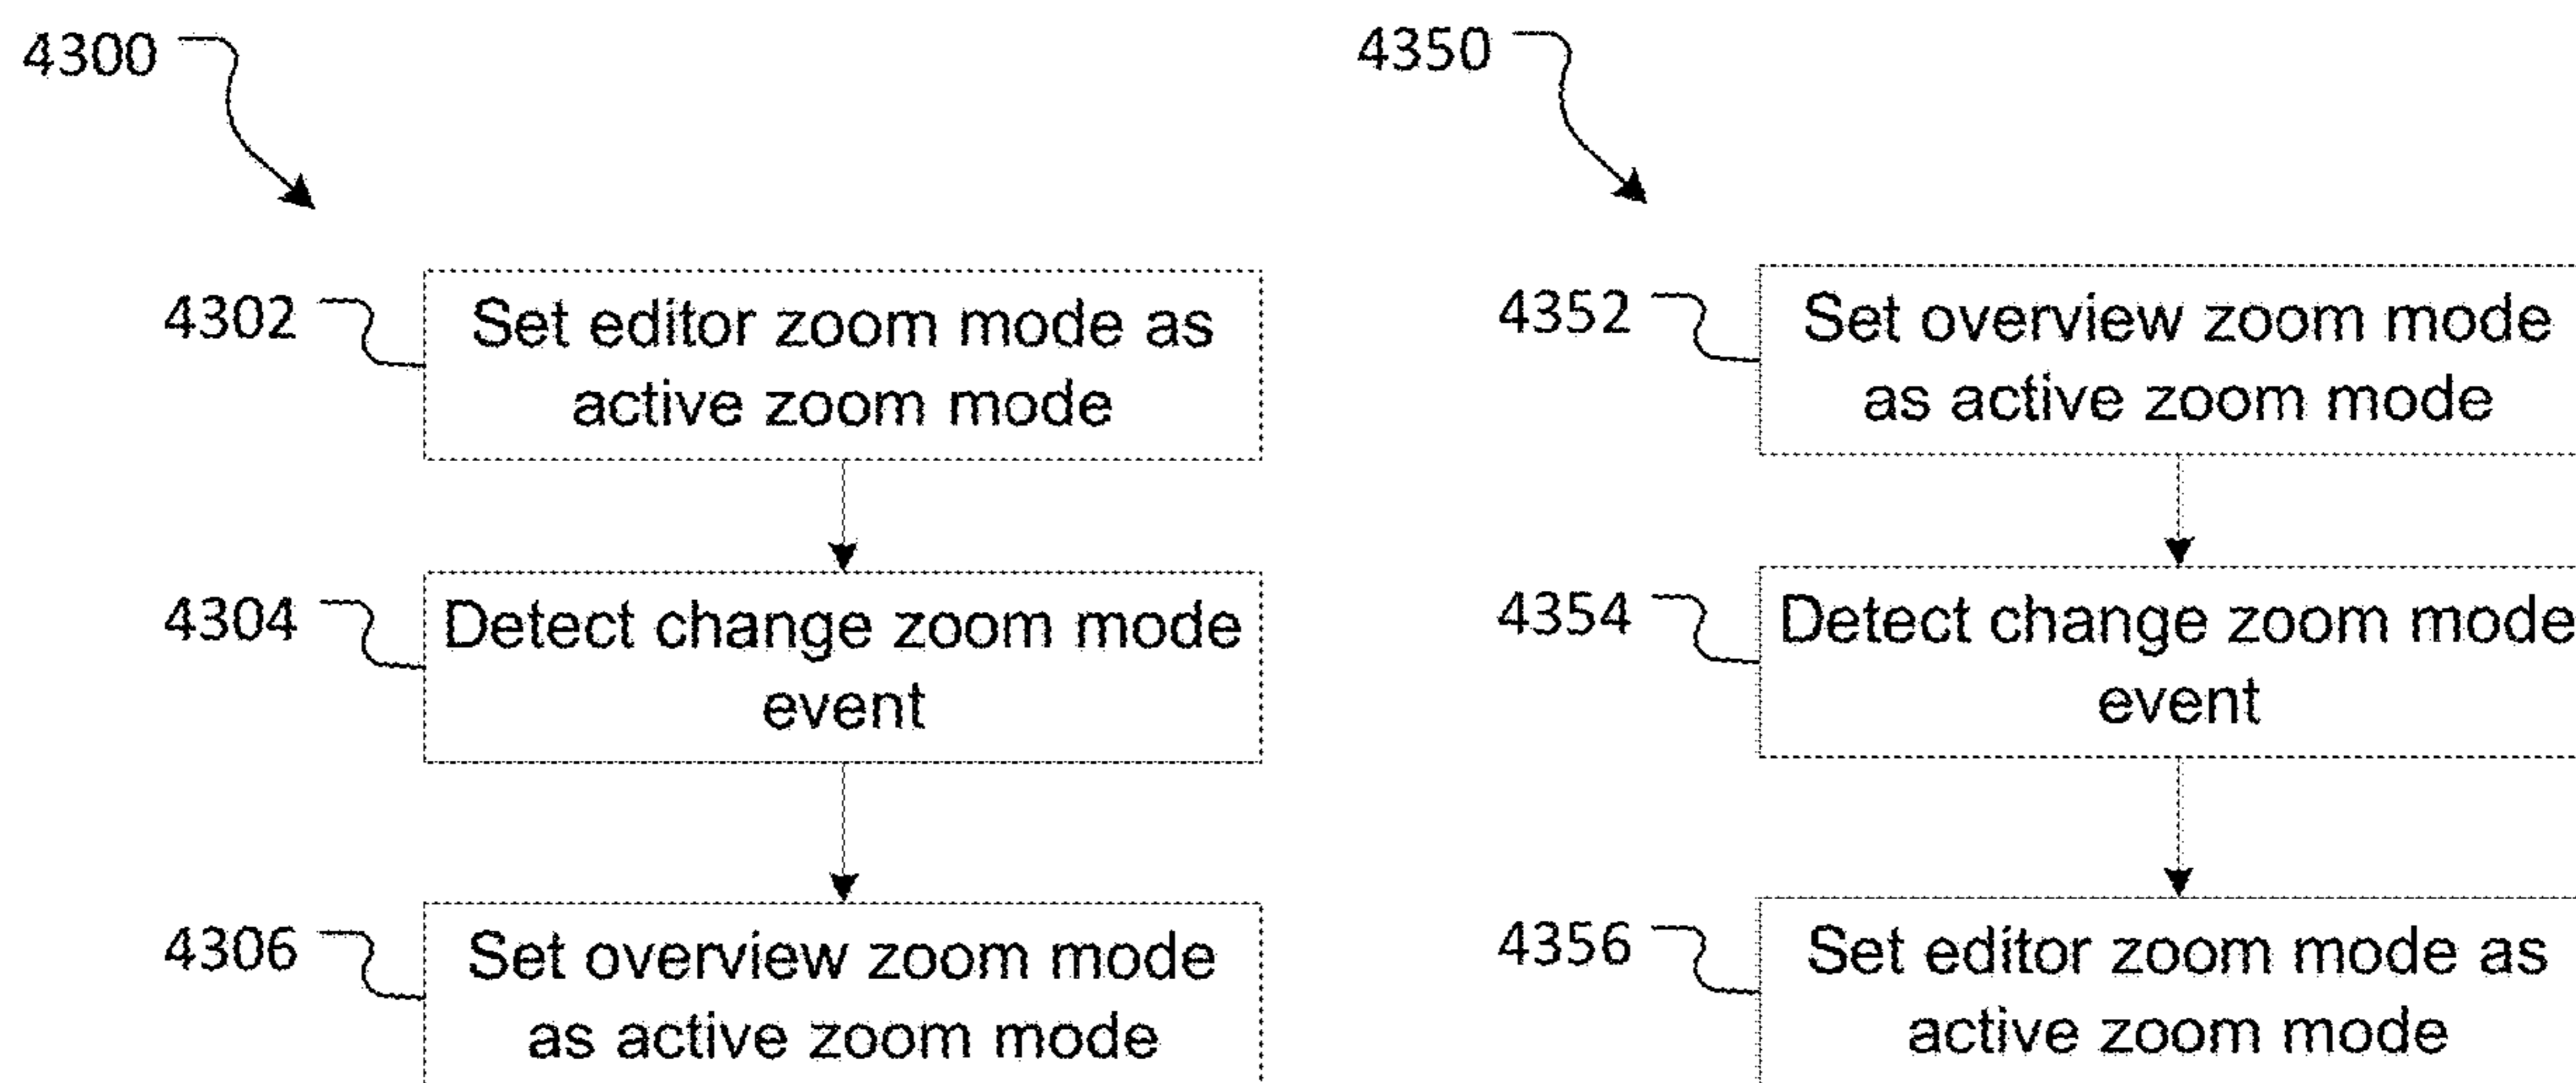 4300
4302
Set editor zoom mode as
active zoom mode
4304
Detect change zoom mode
event
4306
Set overview zoom mode
as active zoom mode
4350
4352
Set overview zoom mode
as active zoom mode
4354
Detect change zoom mode
event
4356
Set editor zoom mode as
active zoom mode